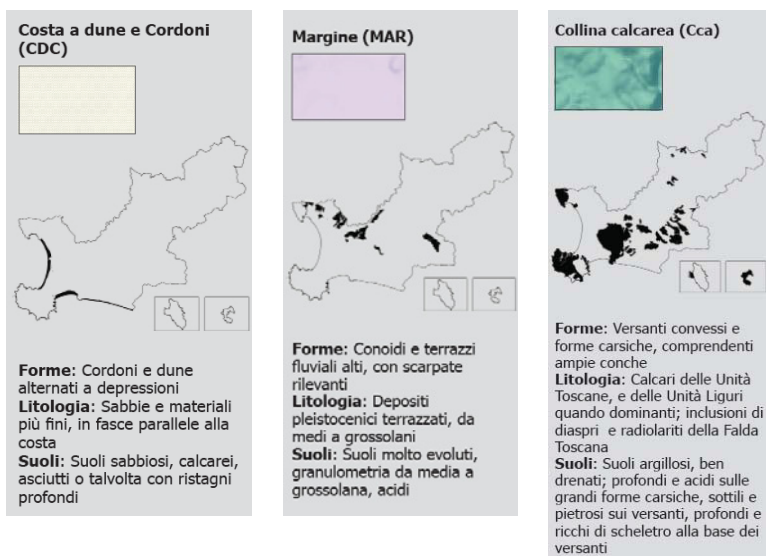 Costa a dune e Cordoni
(CDC)
Forme: Cordoni e dune
alternati a depressioni
Litologia: Sabbie e materiali
più fini, in fasce parallele alla
costa
Suoli: Suoli sabbiosi, calcarei,
asciutti o talvolta con ristagni
profondi
Margine (MAR)
Forme: Conoidi e terrazzi
fluviali alti, con scarpate
rilevanti
Litologia: Depositi
pleistocenici terrazzati, da
medi a grossolani
Suoli: Suoli molto evoluti,
granulometria da media a
grossolana, acidi
Collina calcarea (Cca)
Forme: Versanti convessi e
forme carsiche, comprendenti
ampie conche
Litologia: Calcari delle Unità
Toscane, e delle Unità Liguri
quando dominanti; inclusioni di
diaspri e radiolariti della Falda
Toscana
Suoli: Suoli argillosi, ben
drenati; profondi e acidi sulle
grandi forme carsiche, sottili e
pietrosi sui versanti, profondi e
ricchi di scheletro alla base dei
versanti